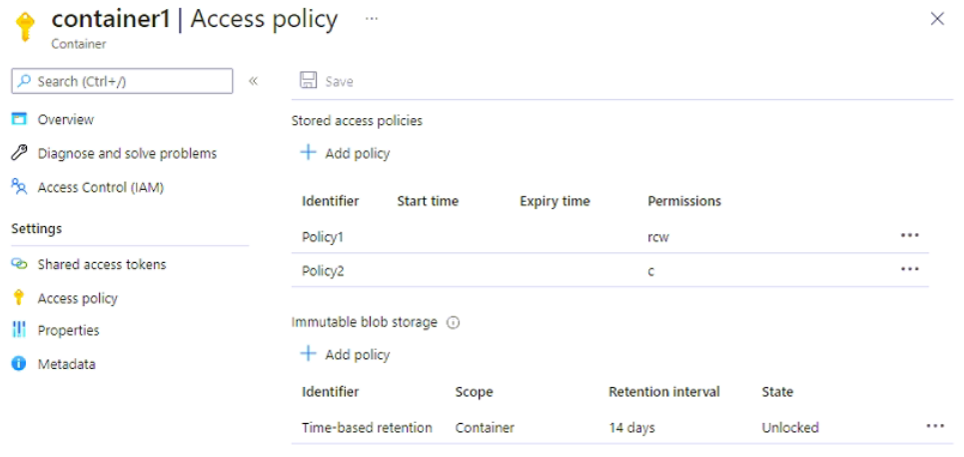 container1 | Access policy ...
Container
Search (Ctrl+/)
Overview
Diagnose and solve problems
Access Control (IAM)
Settings
Shared access tokens
Access policy
Properties
Metadata
Save
Stored access policies
Add policy
Identifier Start time Expiry time Permissions
Policy1 rcw
Policy2 c
Immutable blob storage
Add policy
Identifier Scope Retention interval State
Time-based retention Container 14 days Unlocked